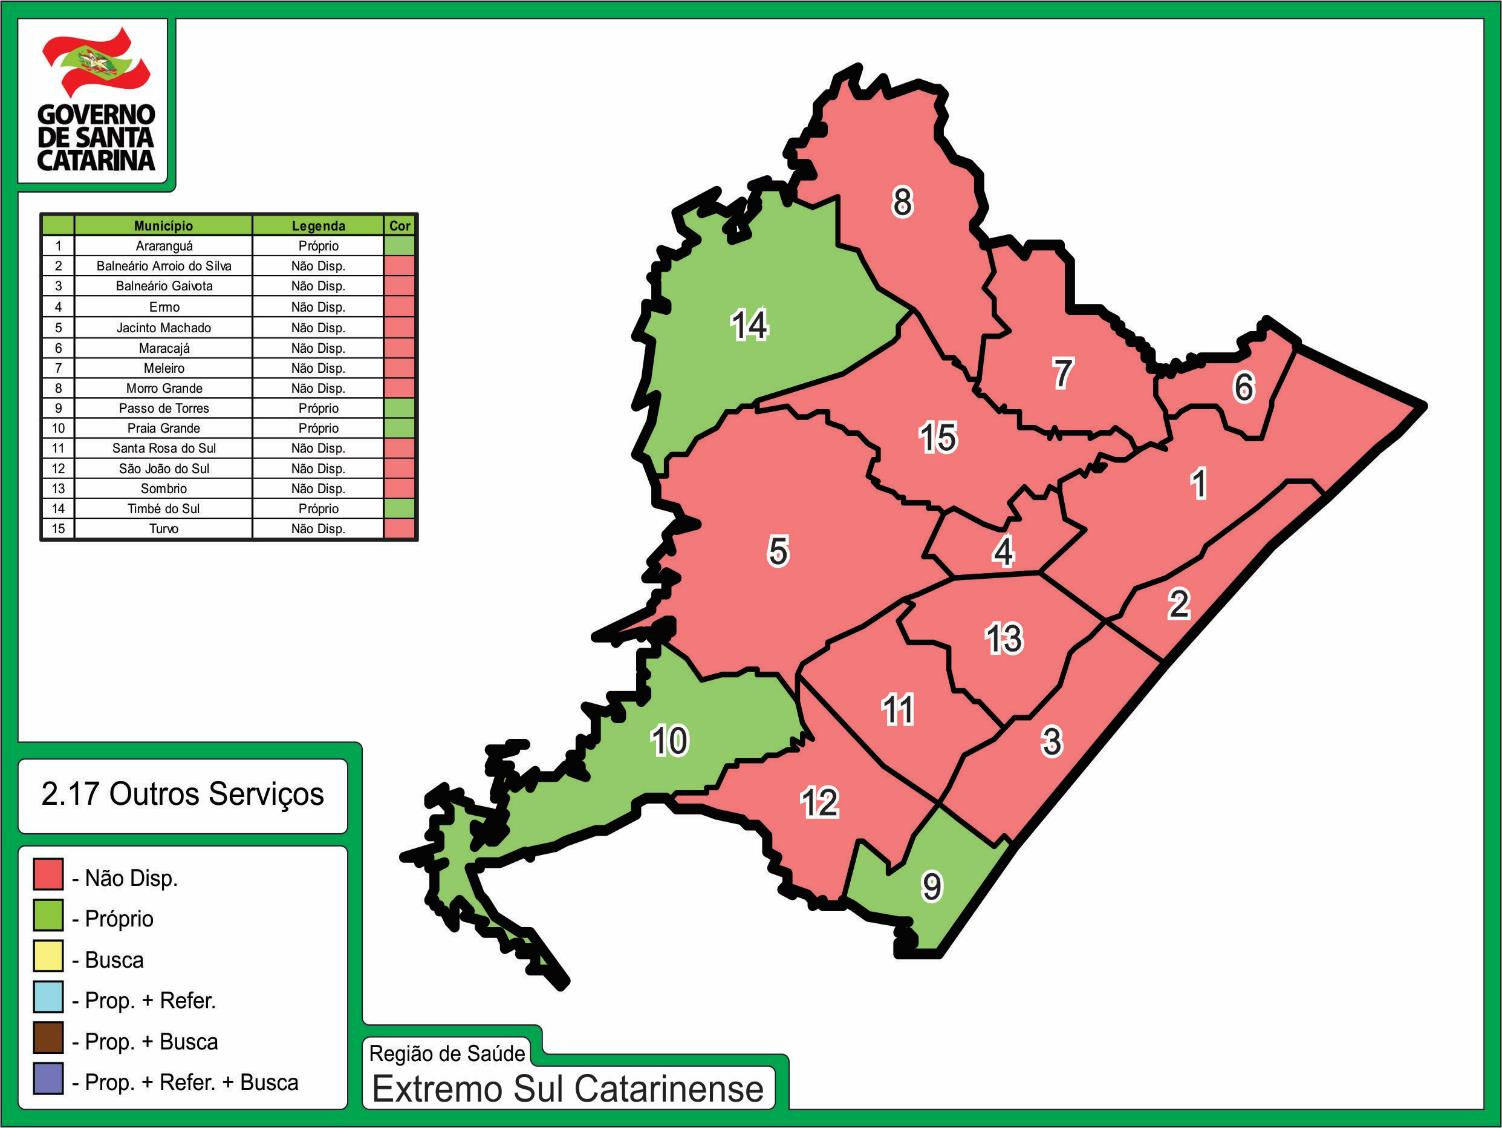 GOVERNO
DE SANTA
CATARINA
Município Legenda Cor
1 Araranguá Próprio
2 Balneário Arroio do Silva Não Disp.
3 Balneário Gaivota Não Disp.
4 Ermo Não Disp.
5 Jacinto Machado Não Disp.
6 Maracajá Não Disp.
7 Meleiro Não Disp.
8 Morro Grande Não Disp.
9 Passo de Torres Próprio
10 Praia Grande Próprio
11 Santa Rosa do Sul Não Disp.
12 São João do Sul Não Disp.
13 Sombrio Não Disp.
14 Timbé do Sul Próprio
15 Turvo Não Disp.
8
14
7
6
15
1
5
4
2
13
11
10
3
12
9
2.17 Outros Serviços
- Não Disp.
- Próprio
- Busca
- Prop. + Refer.
- Prop. + Busca
- Prop. + Refer. + Busca
Região de Saúde
Extremo Sul Catarinense